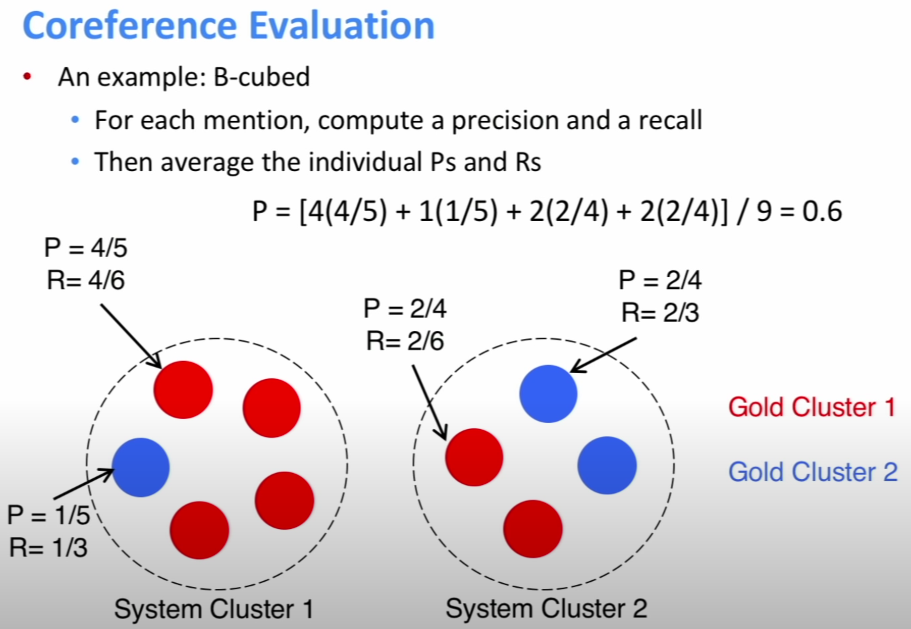 Coreference Evaluation
• An example: B-cubed
• For each mention, compute a precision and a recall
• Then average the individual Ps and Rs
P = [4(4/5) + 1(1/5) + 2(2/4) + 2(2/4)] / 9 = 0.6
P = 4/5
R= 4/6
P = 2/4
R= 2/6
P = 2/4
R= 2/3
Gold Cluster 1
Gold Cluster 2
P = 1/5
R= 1/3
System Cluster 1
System Cluster 2